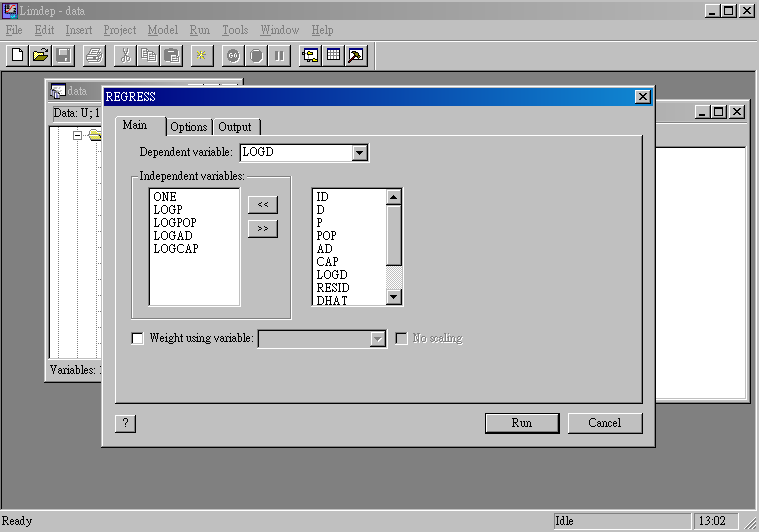 Limdep - data
File Edit Insert Project Model Run Tools Window Help
GO
data
Data: U; 1
REGRESS
Main Options Output
Dependent variable: LOGD
Independent variables:
ONE
LOGP
LOGPOP
LOGAD
LOGCAP
<<
>>
ID
D
P
POP
AD
CAP
LOGD
RESID
DHAT
Weight using variable:
No scaling
Variables:
? Run Cancel
Ready Idle 13:02